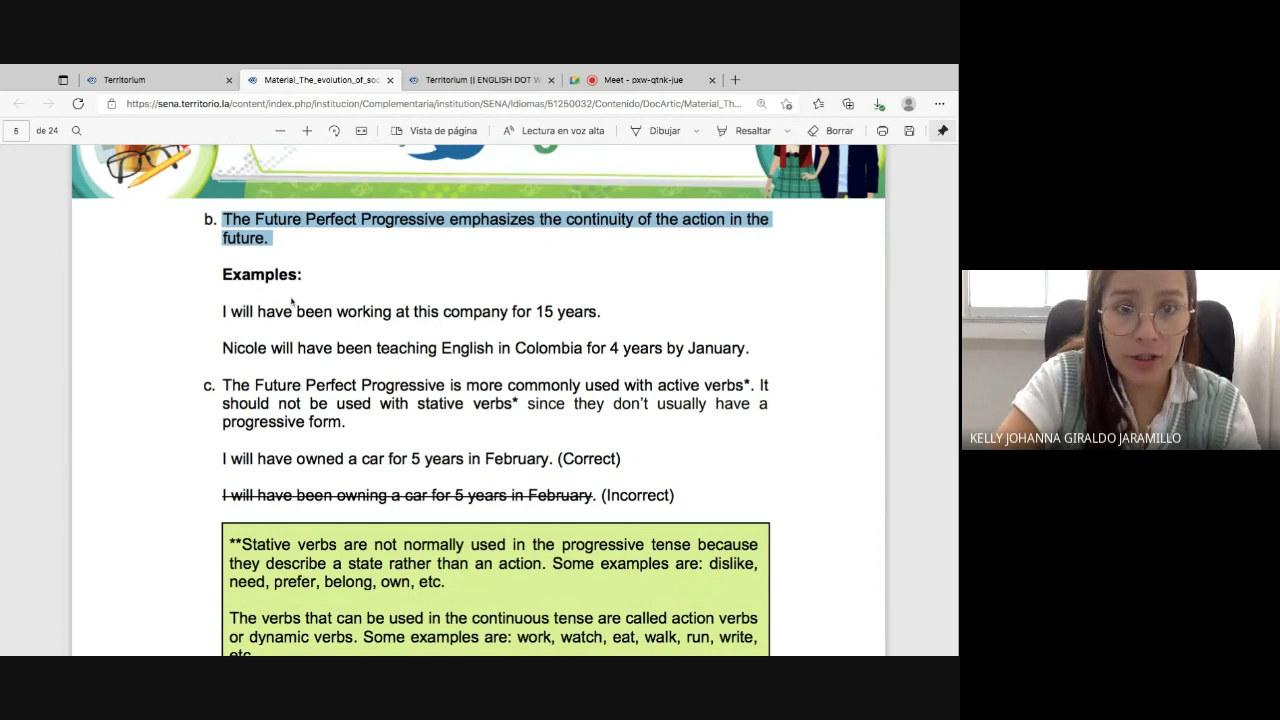 Territorium
Material_The_evolution_of_soc
Territorium || ENGLISH DOT W
Meet - pxw-qtnk-jue
https://sena.territorio.la/content/index.php/institucion/Complementaria/institution/SENA/Idiomas/51250032/Contenido/DocArtic/Material_Th...
5 de 24
Vista de página
Lectura en voz alta
Dibujar
Resaltar
Borrar
b. The Future Perfect Progressive emphasizes the continuity of the action in the
future.
Examples:
I will have been working at this company for 15 years.
Nicole will have been teaching English in Colombia for 4 years by January.
c. The Future Perfect Progressive is more commonly used with active verbs*. It
should not be used with stative verbs* since they don't usually have a
progressive form.
I will have owned a car for 5 years in February. (Correct)
I will have been owning a car for 5 years in February. (Incorrect)
**Stative verbs are not normally used in the progressive tense because
they describe a state rather than an action. Some examples are: dislike,
need, prefer, belong, own, etc.
The verbs that can be used in the continuous tense are called action verbs
or dynamic verbs. Some examples are: work, watch, eat, walk, run, write,
etc
KELLY JOHANNA GIRALDO JARAMILLO